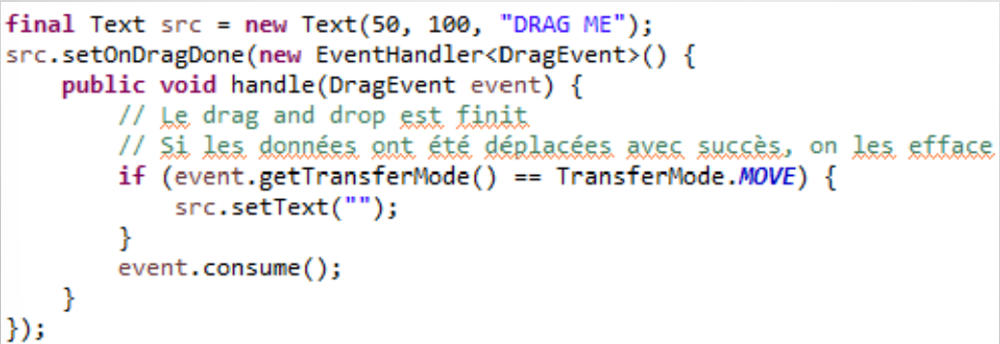 final Text src = new Text(50, 100, "DRAG ME");
src.setOnDragDone(new EventHandler<DragEvent>() {
    public void handle(DragEvent event) {
        // Le drag and drop est finit
        // Si les données ont été déplacées avec succès, on les efface
        if (event.getTransferMode() == TransferMode.MOVE) {
            src.setText("");
        }
        event.consume();
    }
});